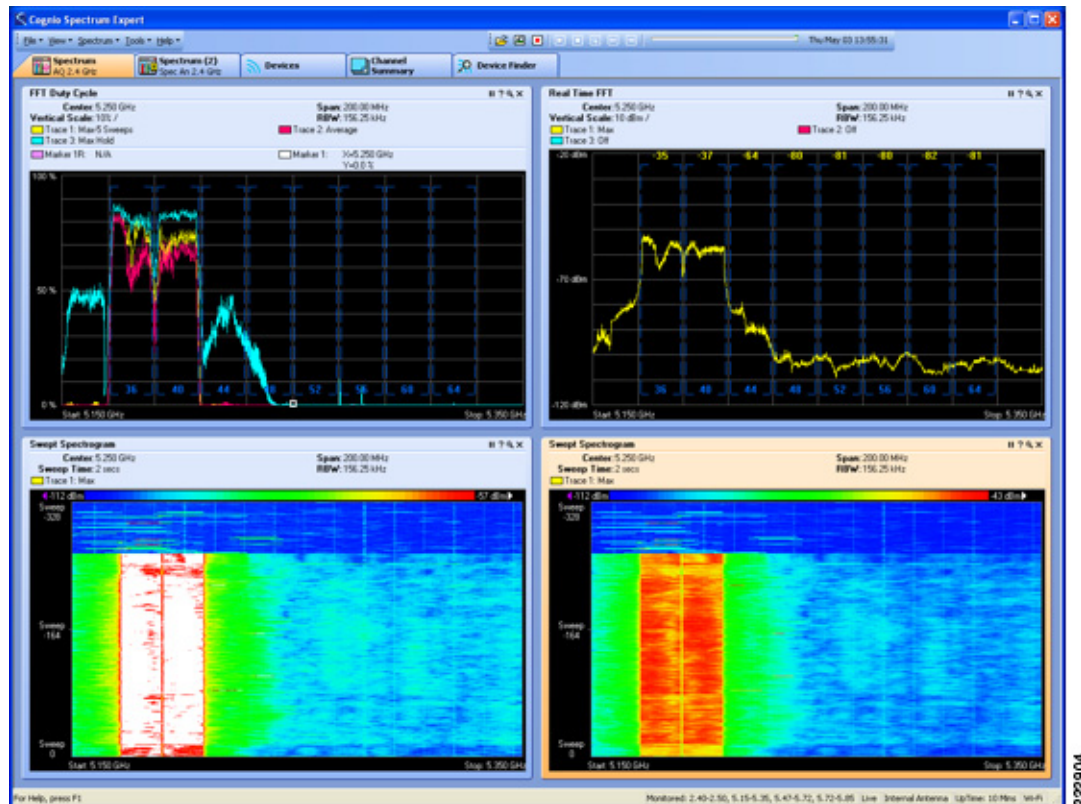 Cognio Spectrum Expert
File View Spectrum Tools Help
Thu May 03 13:55:31
Spectrum
AQ 2.4 GHz
Spectrum (2)
Spec An 2.4 GHz
Devices
Channel Summary
Device Finder
FFT Duty Cycle
Center: 5.250 GHz
Span: 200.00 MHz
Vertical Scale: 10% /
RBW: 156.25 kHz
Trace 1: Max/5 Sweeps
Trace 2: Average
Trace 3: Max Hold
Marker 1R: N/A
Marker 1: X=5.250 GHz
Y=0.0 %
100 %
50 %
0 %
36 40 44 48 52 56 60 64
Start: 5.150 GHz
Stop: 5.350 GHz
Real Time FFT
Center: 5.250 GHz
Span: 200.00 MHz
Vertical Scale: 10 dBm /
RBW: 156.25 kHz
Trace 1: Max
Trace 2: Off
Trace 3: Off
-20 dBm
-35 -37 -64 -80 -81 -80 -82 -81
-70 dBm
-120 dBm
36 40 44 48 52 56 60 64
Start: 5.150 GHz
Stop: 5.350 GHz
Swept Spectrogram
Center: 5.250 GHz
Span: 200.00 MHz
Sweep Time: 2 secs
RBW: 156.25 kHz
Trace 1: Max
-112 dBm
-57 dBm
Sweep
-328
Sweep
-164
Sweep
0
Start: 5.150 GHz
Stop: 5.350 GHz
Swept Spectrogram
Center: 5.250 GHz
Span: 200.00 MHz
Sweep Time: 2 secs
RBW: 156.25 kHz
Trace 1: Max
-112 dBm
-43 dBm
Sweep
-328
Sweep
-164
Sweep
0
Start: 5.150 GHz
Stop: 5.350 GHz
For Help, press F1
Monitored: 2.40-2.50, 5.15-5.35, 5.47-5.72, 5.72-5.85 Live Internal Antenna UpTime: 10 Mins Wi-Fi